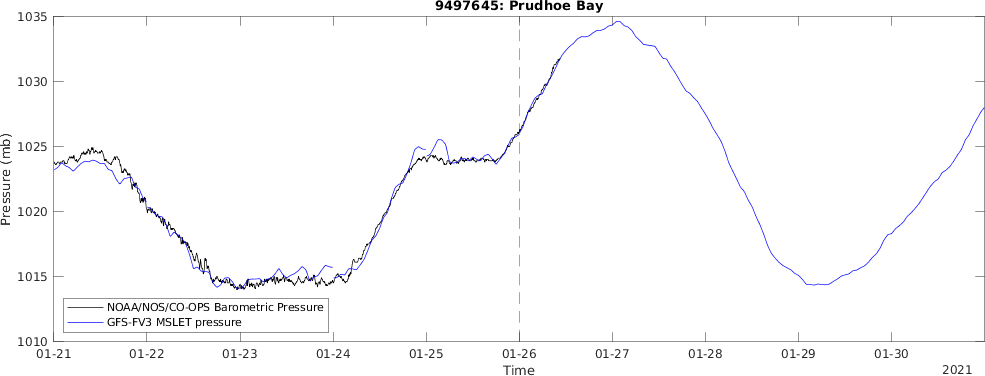 9497645: Prudhoe Bay
1035
1030
1025
1020
1015
1010
Pressure (mb)
NOAA/NOS/CO-OPS Barometric Pressure
GFS-FV3 MSLET pressure
01-21 01-22 01-23 01-24 01-25 01-26 01-27 01-28 01-29 01-30
Time
2021